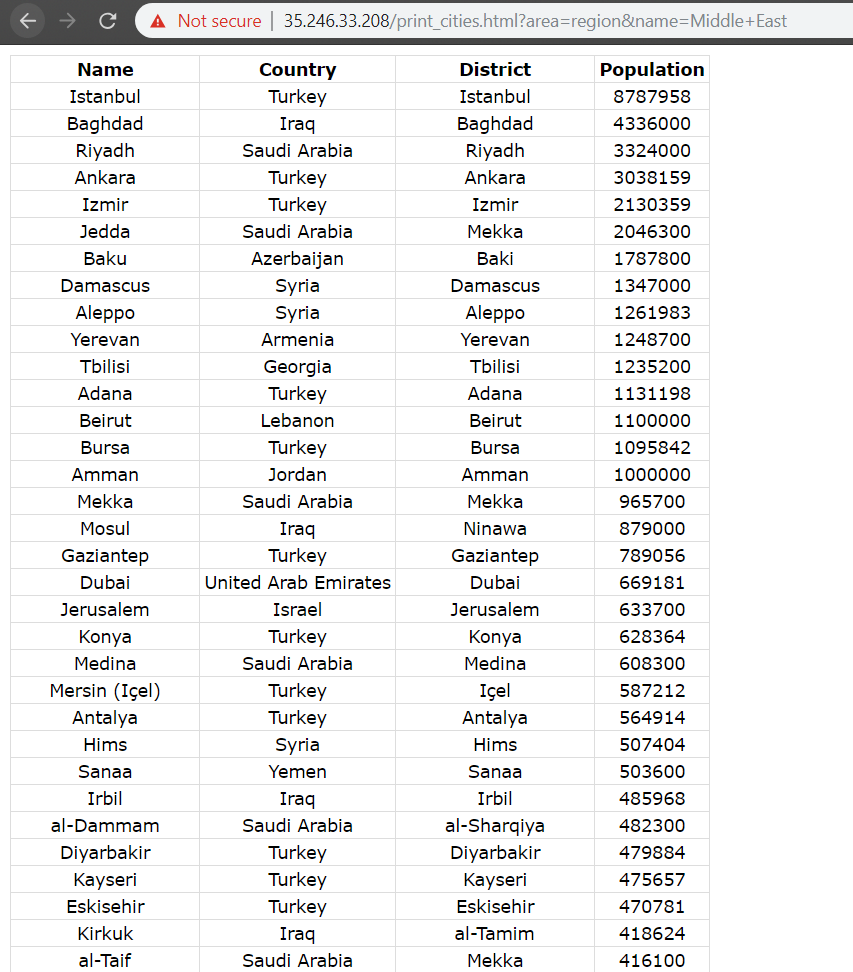 Not secure | 35.246.33.208/print_cities.html?area=region&name=Middle+East
Name Country District Population
Istanbul Turkey Istanbul 8787958
Baghdad Iraq Baghdad 4336000
Riyadh Saudi Arabia Riyadh 3324000
Ankara Turkey Ankara 3038159
Izmir Turkey Izmir 2130359
Jedda Saudi Arabia Mekka 2046300
Baku Azerbaijan Baki 1787800
Damascus Syria Damascus 1347000
Aleppo Syria Aleppo 1261983
Yerevan Armenia Yerevan 1248700
Tbilisi Georgia Tbilisi 1235200
Adana Turkey Adana 1131198
Beirut Lebanon Beirut 1100000
Bursa Turkey Bursa 1095842
Amman Jordan Amman 1000000
Mekka Saudi Arabia Mekka 965700
Mosul Iraq Ninawa 879000
Gaziantep Turkey Gaziantep 789056
Dubai United Arab Emirates Dubai 669181
Jerusalem Israel Jerusalem 633700
Konya Turkey Konya 628364
Medina Saudi Arabia Medina 608300
Mersin (Içel) Turkey Içel 587212
Antalya Turkey Antalya 564914
Hims Syria Hims 507404
Sanaa Yemen Sanaa 503600
Irbil Iraq Irbil 485968
al-Dammam Saudi Arabia al-Sharqiya 482300
Diyarbakir Turkey Diyarbakir 479884
Kayseri Turkey Kayseri 475657
Eskisehir Turkey Eskisehir 470781
Kirkuk Iraq al-Tamim 418624
al-Taif Saudi Arabia Mekka 416100